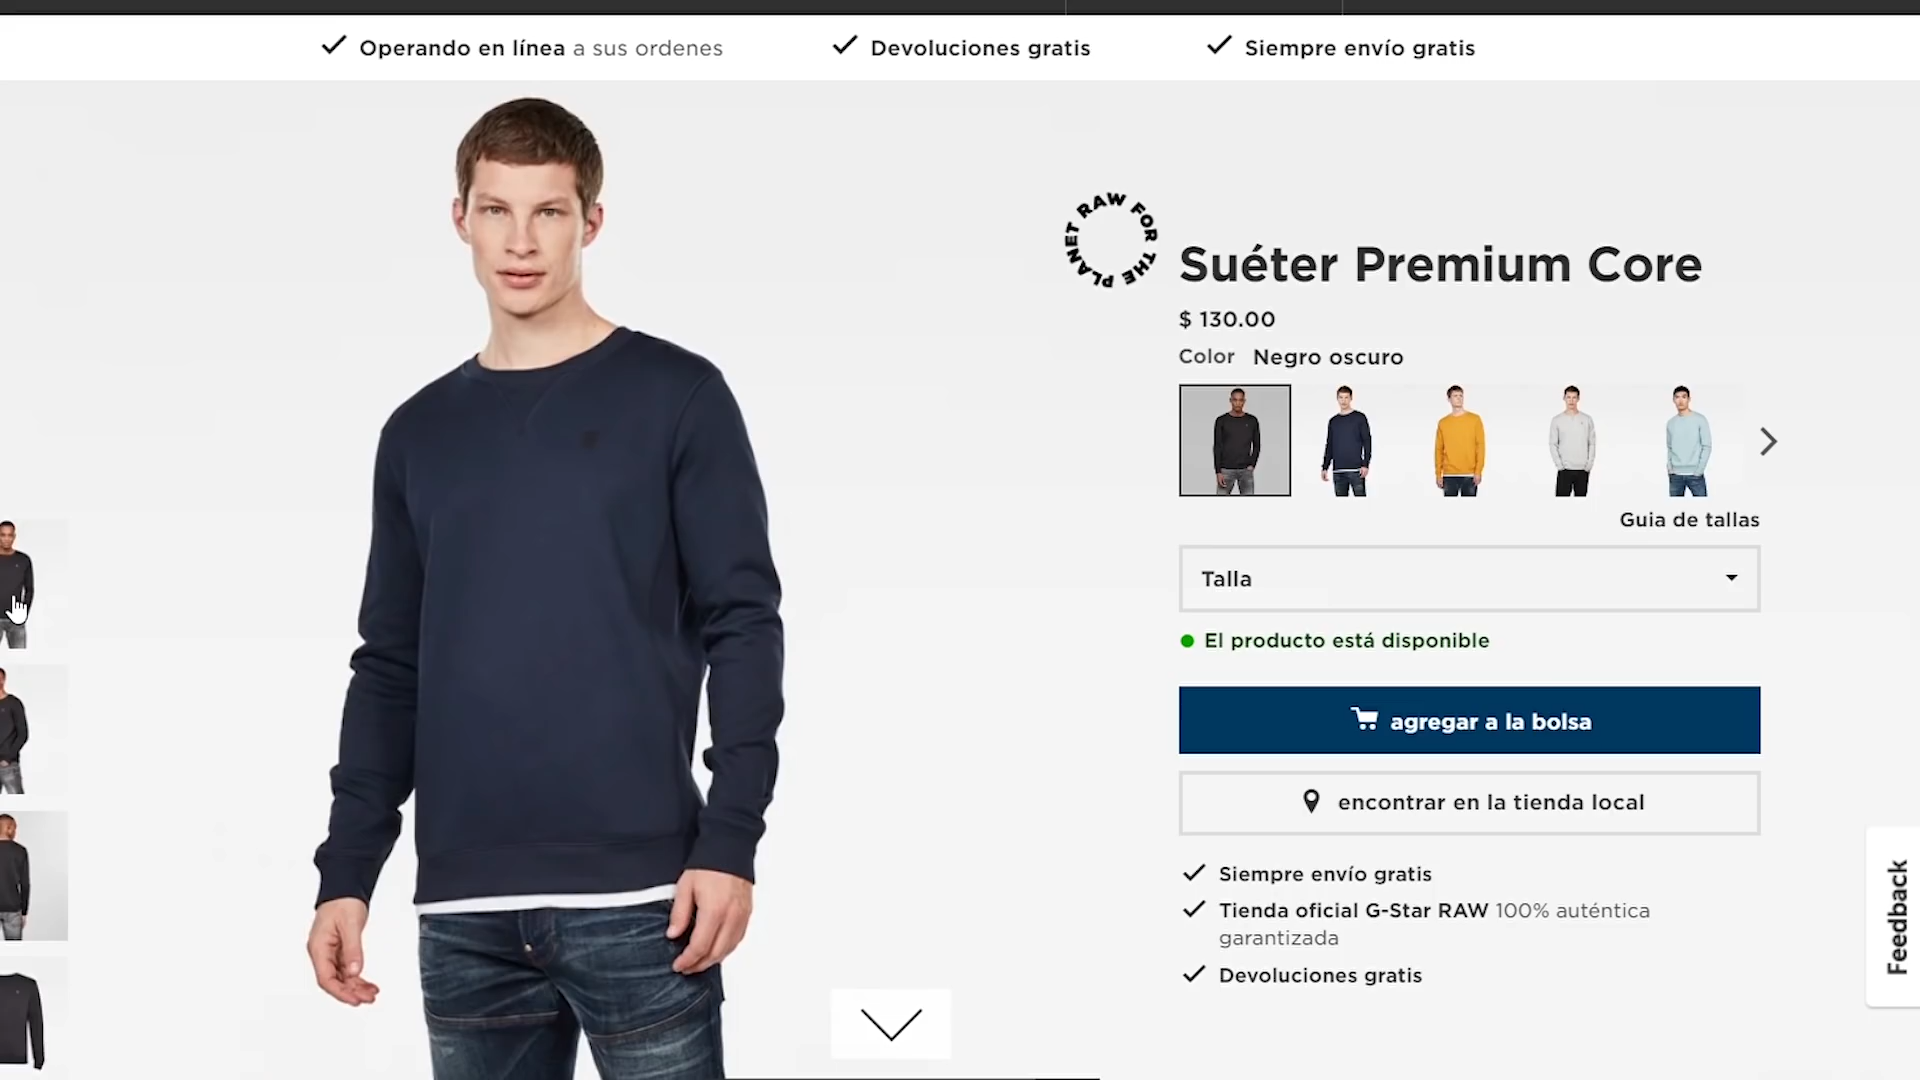 Operando en línea a sus ordenes
Devoluciones gratis
Siempre envío gratis
RAW FOR THE PLANET
Suéter Premium Core
$ 130.00
Color Negro oscuro
Guia de tallas
Talla
El producto está disponible
agregar a la bolsa
encontrar en la tienda local
Siempre envío gratis
Tienda oficial G-Star RAW 100% auténtica
garantizada
Devoluciones gratis
Feedback